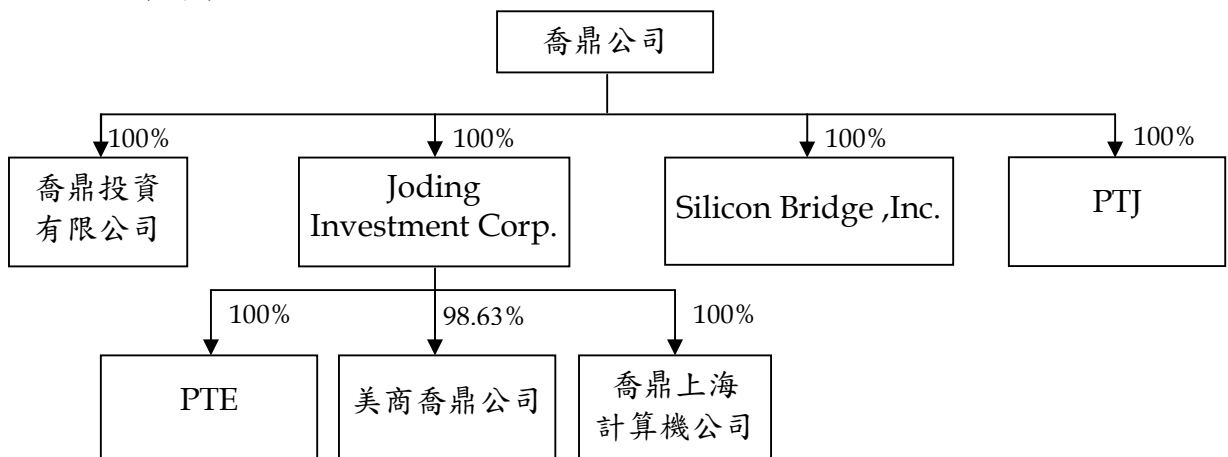 喬鼎公司
100%
100%
100%
100%
喬鼎投資
有限公司
Joding
Investment Corp.
Silicon Bridge ,Inc.
PTJ
100%
98.63%
100%
PTE
美商喬鼎公司
喬鼎上海
計算機公司